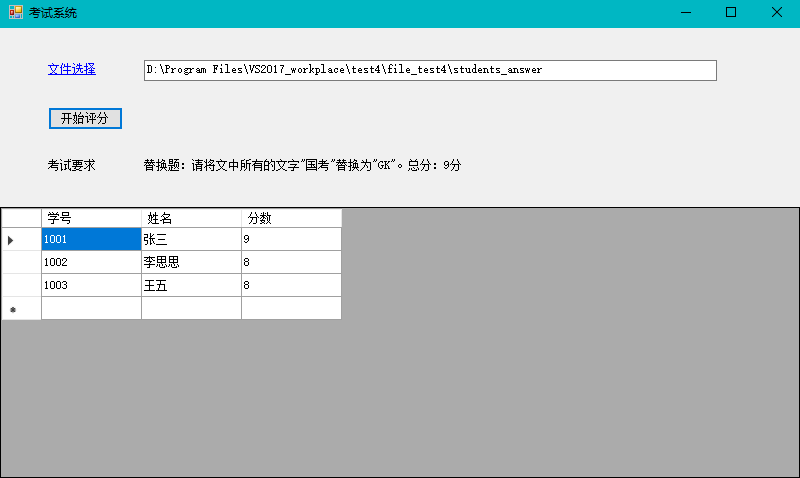 考试系统
文件选择 D:\Program Files\VS2017_workplace\test4\file_test4\students_answer
开始评分
考试要求 替换题：请将文中所有的文字"国考"替换为"GK"。总分：9分
学号 姓名 分数
1001 张三 9
1002 李思思 8
1003 王五 8